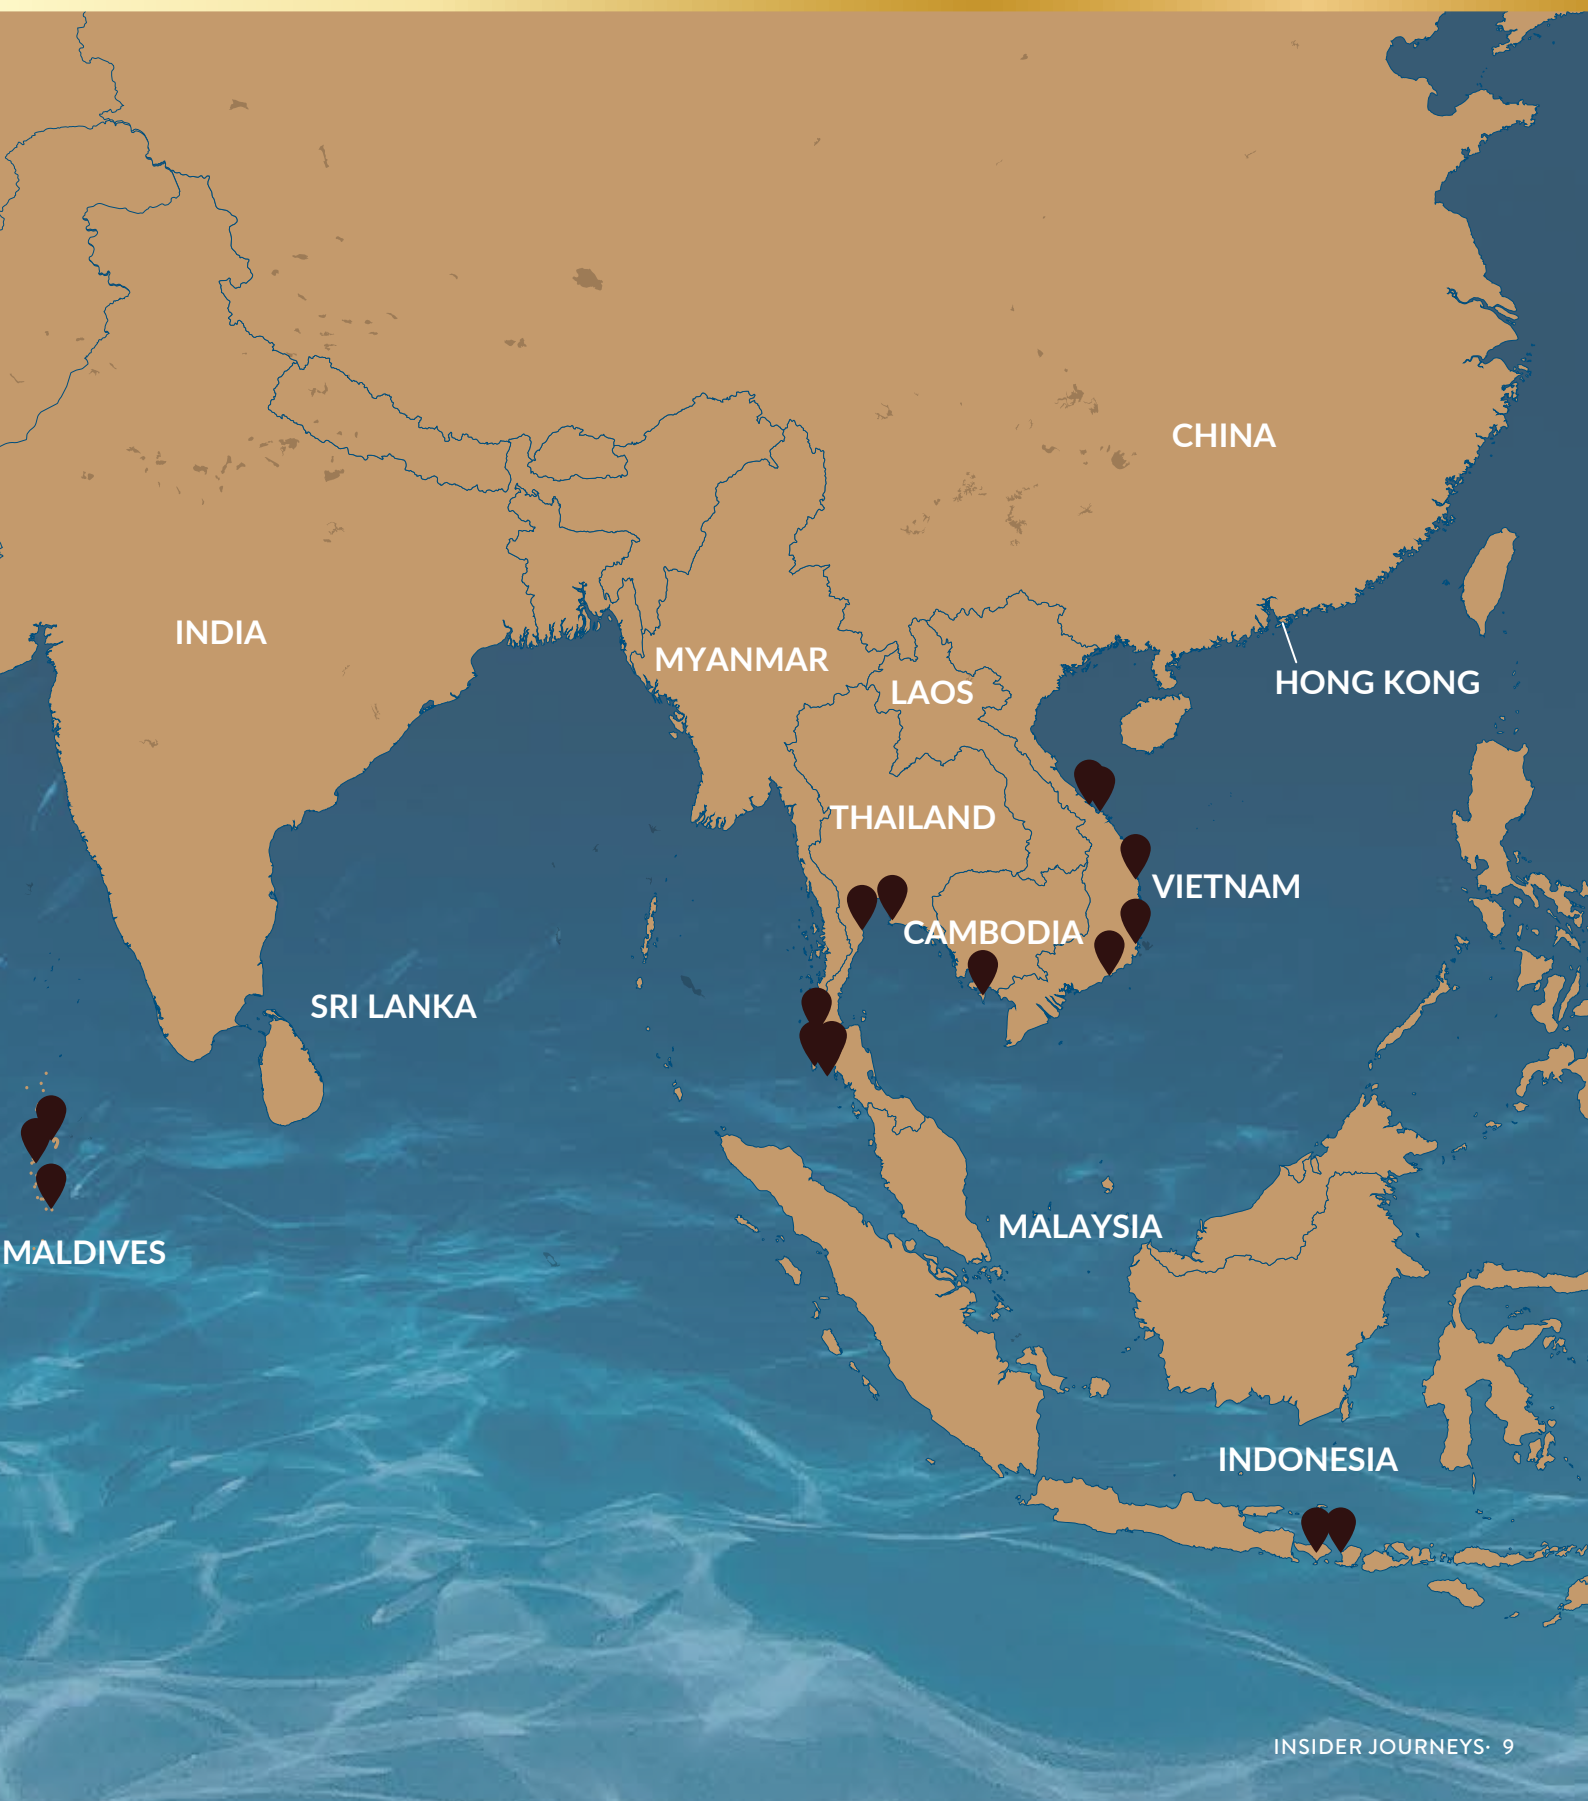 CHINA
INDIA
MYANMAR
LAOS
HONG KONG
THAILAND
VIETNAM
CAMBODIA
SRI LANKA
MALAYSIA
MALDIVES
INDONESIA
INSIDER JOURNEYS· 9